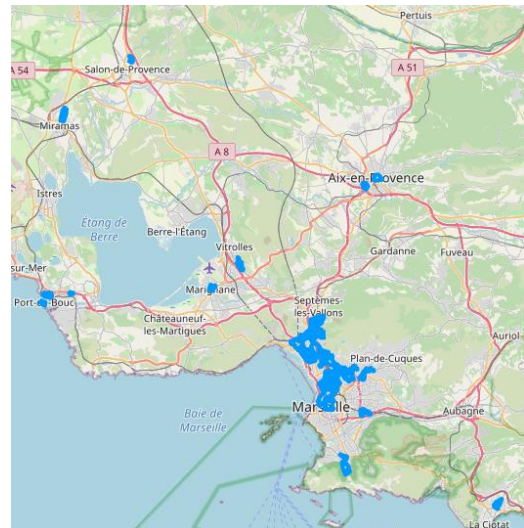 Pertuis
A 51
Salon-de-Provence
A 54
Miramas
A 8
Aix-en-Provence
Istres
Étang de
Berre
Berre-l'Étang
Vitrolles
Gardanne
Fuveau
-sur-Mer
Marignane
Port-de-Bouc
Septèmes-
les-Vallons
Châteauneuf-
les-Martigues
Auriol
Plan-de-Cuques
Baie de
Marseille
Marseille
Aubagne
La Ciotat